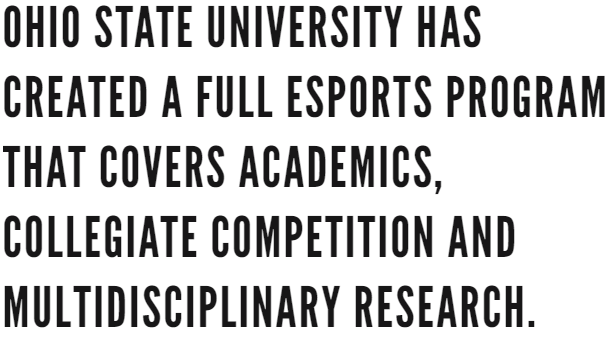 OHIO STATE UNIVERSITY HAS
CREATED A FULL ESPORTS PROGRAM
THAT COVERS ACADEMICS,
COLLEGIATE COMPETITION AND
MULTIDISCIPLINARY RESEARCH.